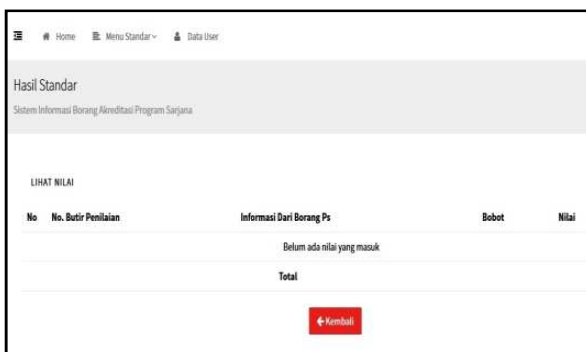 Home Menu Standar Data User
Hasil Standar
Sistem Informasi Borang Akreditasi Program Sarjana
LIHAT NILAI
No No. Butir Penilaian Informasi Dari Borang Ps Bobot Nilai
Belum ada nilai yang masuk
Total
Kembali